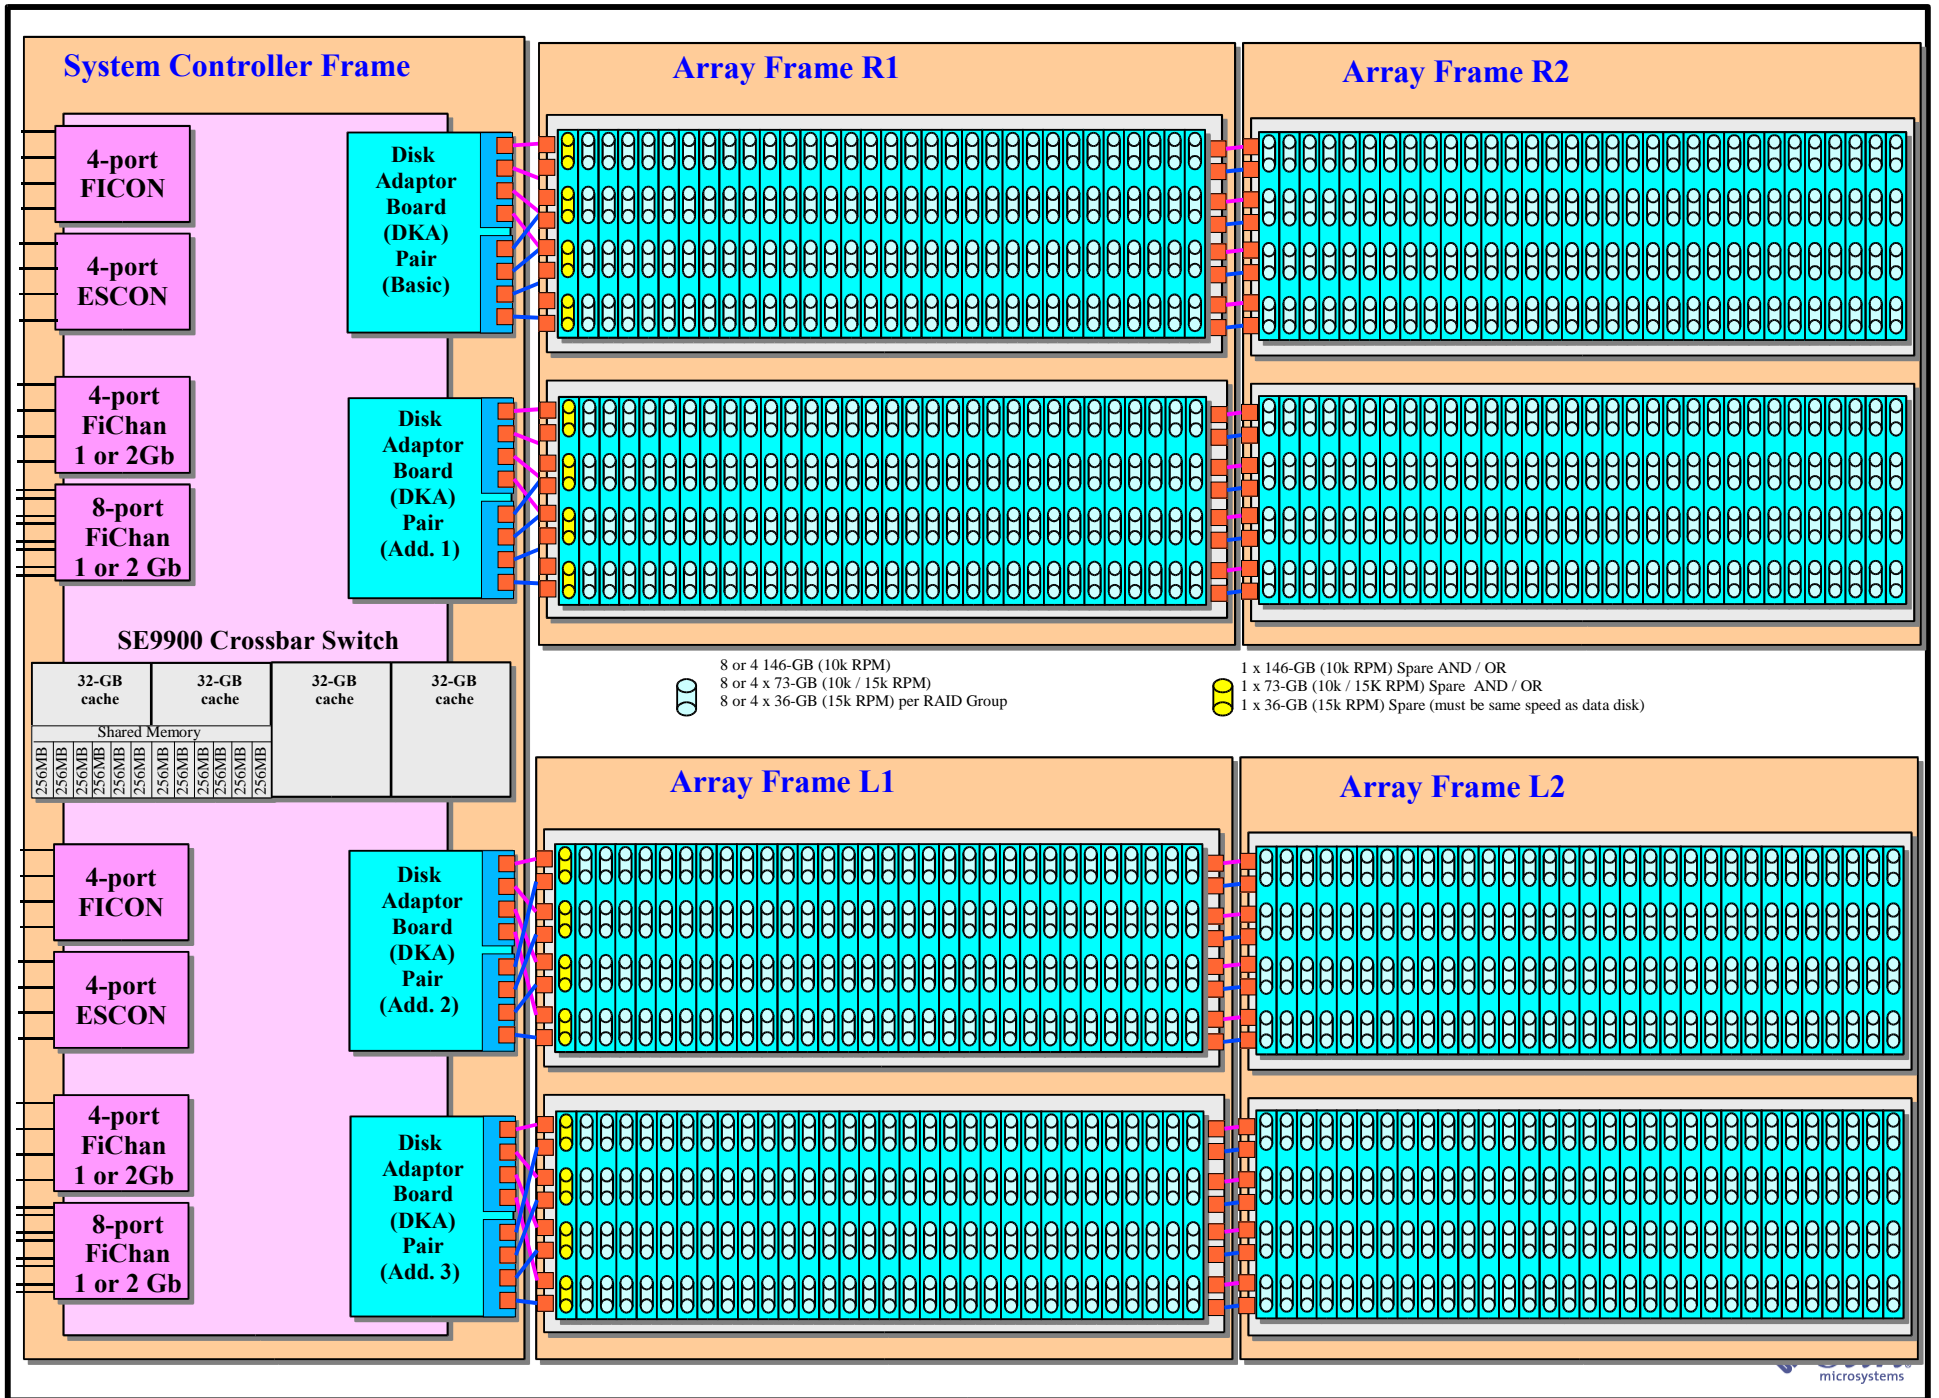 System Controller Frame
Array Frame R1
Array Frame R2
4-port
FICON
4-port
ESCON
4-port
FiChan
1 or 2Gb
8-port
FiChan
1 or 2 Gb
Disk
Adaptor
Board
(DKA)
Pair
(Basic)
Disk
Adaptor
Board
(DKA)
Pair
(Add. 1)
SE9900 Crossbar Switch
32-GB
cache
32-GB
cache
32-GB
cache
32-GB
cache
Shared Memory
256MB
256MB
256MB
256MB
256MB
256MB
256MB
256MB
256MB
256MB
256MB
256MB
8 or 4 146-GB (10k RPM)
8 or 4 x 73-GB (10k / 15k RPM)
8 or 4 x 36-GB (15k RPM) per RAID Group
1 x 146-GB (10k RPM) Spare AND / OR
1 x 73-GB (10k / 15K RPM) Spare AND / OR
1 x 36-GB (15k RPM) Spare (must be same speed as data disk)
Array Frame L1
Array Frame L2
4-port
FICON
4-port
ESCON
4-port
FiChan
1 or 2Gb
8-port
FiChan
1 or 2 Gb
Disk
Adaptor
Board
(DKA)
Pair
(Add. 2)
Disk
Adaptor
Board
(DKA)
Pair
(Add. 3)
microsystems